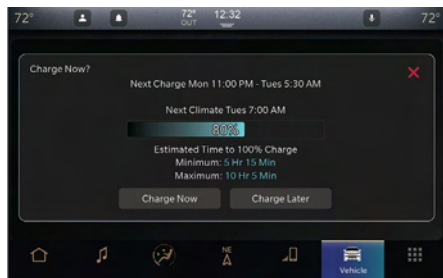 72°
72°
OUT
12:32
72°
Charge Now?
Next Charge Mon 11:00 PM - Tues 5:30 AM
Next Climate Tues 7:00 AM
80%
Estimated Time to 100% Charge
Minimum: 5 Hr 15 Min
Maximum: 10 Hr 5 Min
Charge Now
Charge Later
NE
Vehicle